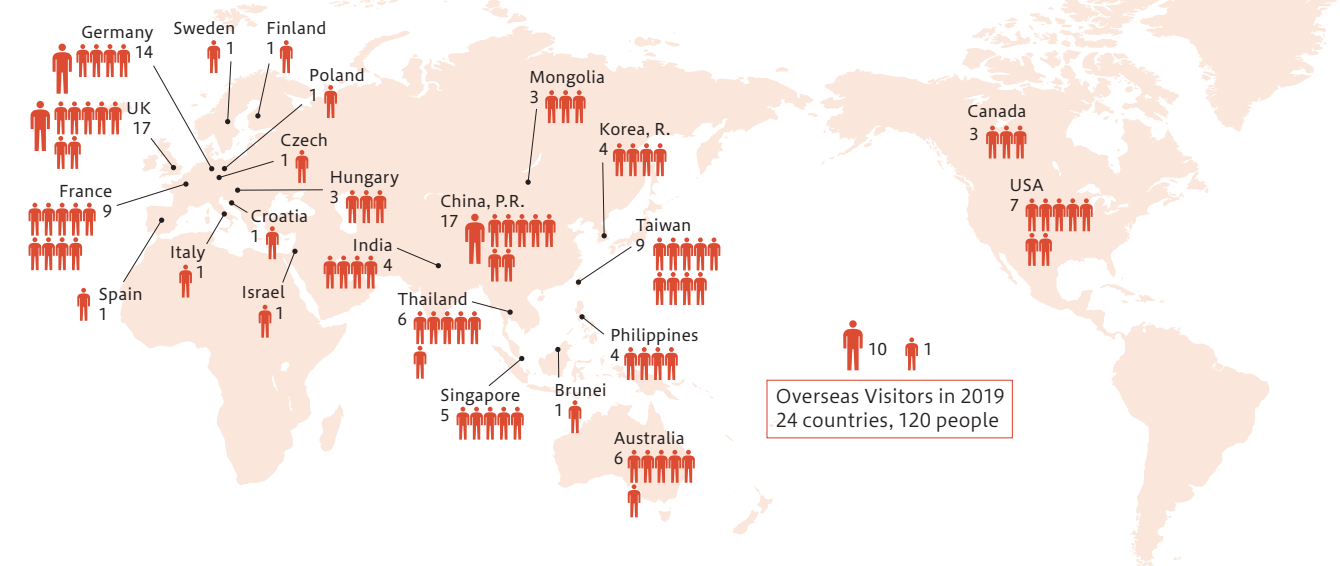 Germany
14
Sweden
1
Finland
1
Poland
1
UK
17
Czech
1
France
9
Hungary
3
Croatia
1
Italy
1
Spain
1
Israel
1
India
4
Mongolia
3
Korea, R.
4
China, P.R.
17
Taiwan
9
Thailand
6
Philippines
4
Singapore
5
Brunei
1
Australia
6
Canada
3
USA
7
10
1
Overseas Visitors in 2019
24 countries, 120 people